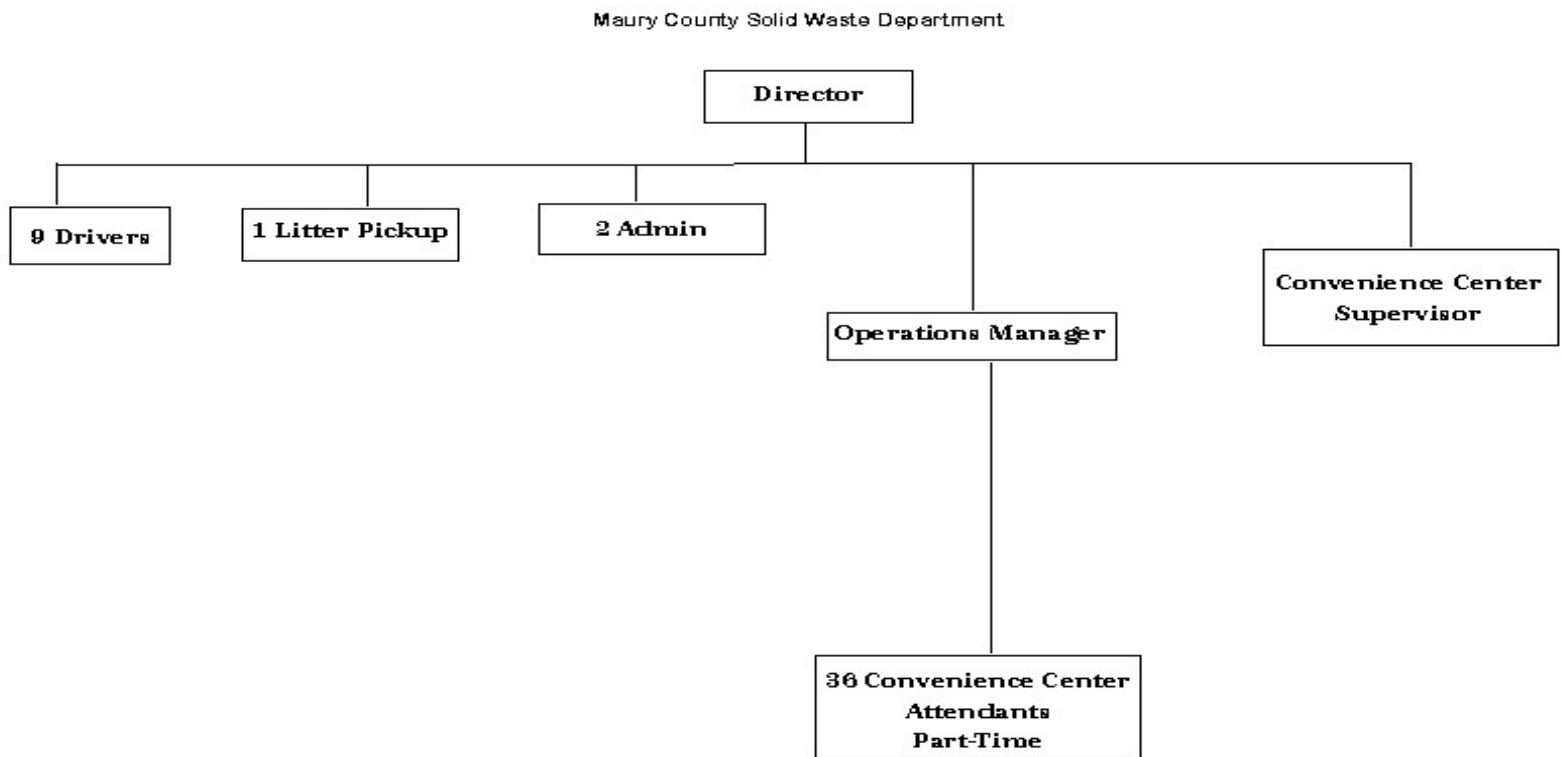 Maury County Solid Waste Department
Director
9 Drivers
1 Litter Pickup
2 Admin
Operations Manager
Convenience Center
Supervisor
36 Convenience Center
Attendants
Part-Time